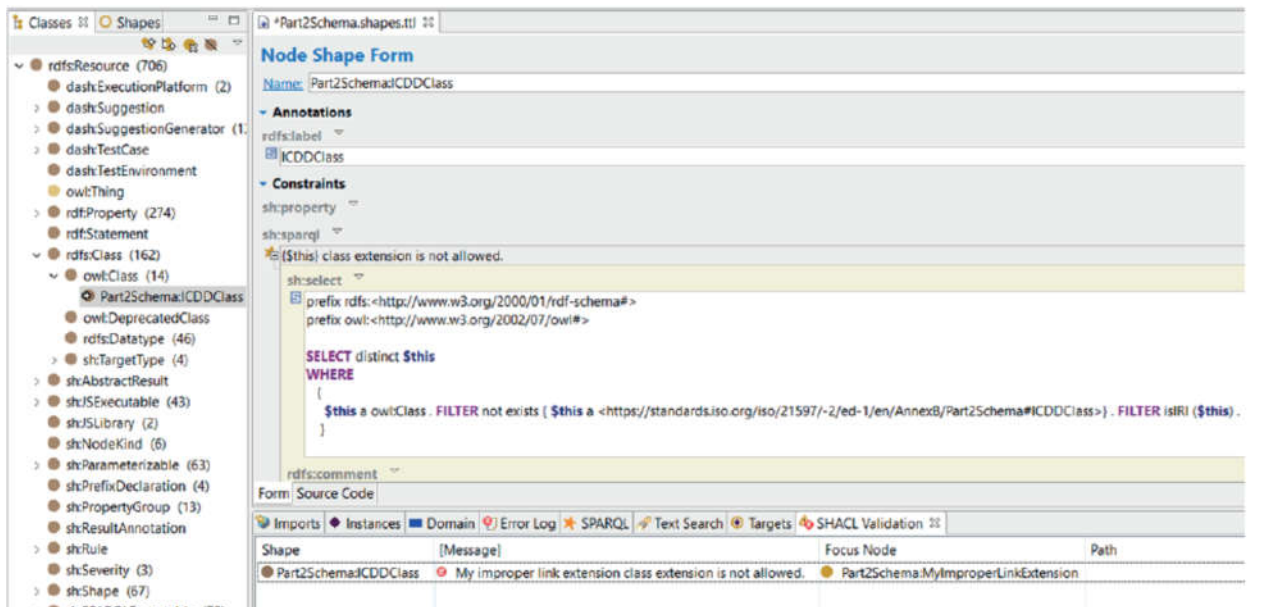 Classes Shapes
rdfs:Resource (706)
dash:ExecutionPlatform (2)
dash:Suggestion
dash:SuggestionGenerator (1
dash:TestCase
dash:TestEnvironment
owl:Thing
rdf:Property (274)
rdf:Statement
rdfs:Class (162)
owl:Class (14)
Part2Schema:ICDDClass
owl:DeprecatedClass
rdfs:Datatype (46)
sh:TargetType (4)
sh:AbstractResult
sh:JSExecutable (43)
sh:JSLibrary (2)
sh:NodeKind (6)
sh:Parameterizable (63)
sh:PrefixDeclaration (4)
sh:PropertyGroup (13)
sh:ResultAnnotation
sh:Rule
sh:Severity (3)
sh:Shape (67)
*Part2Schema.shapes.ttl
Node Shape Form
Name: Part2Schema:ICDDClass
Annotations
rdfs:label
ICDDClass
Constraints
sh:property
sh:sparql
{$this} class extension is not allowed.
sh:select
prefix rdfs:<http://www.w3.org/2000/01/rdf-schema#>
prefix owl:<http://www.w3.org/2002/07/owl#>
SELECT distinct $this
WHERE
{
$this a owl:Class . FILTER not exists { $this a <https://standards.iso.org/iso/21597/-2/ed-1/en/AnnexB/Part2Schema#ICDDClass>} . FILTER isIRI ($this) .
}
rdfs:comment
Form Source Code
Imports Instances Domain Error Log SPARQL Text Search Targets SHACL Validation
Shape [Message] Focus Node Path
Part2Schema:ICDDClass My improper link extension class extension is not allowed. Part2Schema:MyImproperLinkExtension